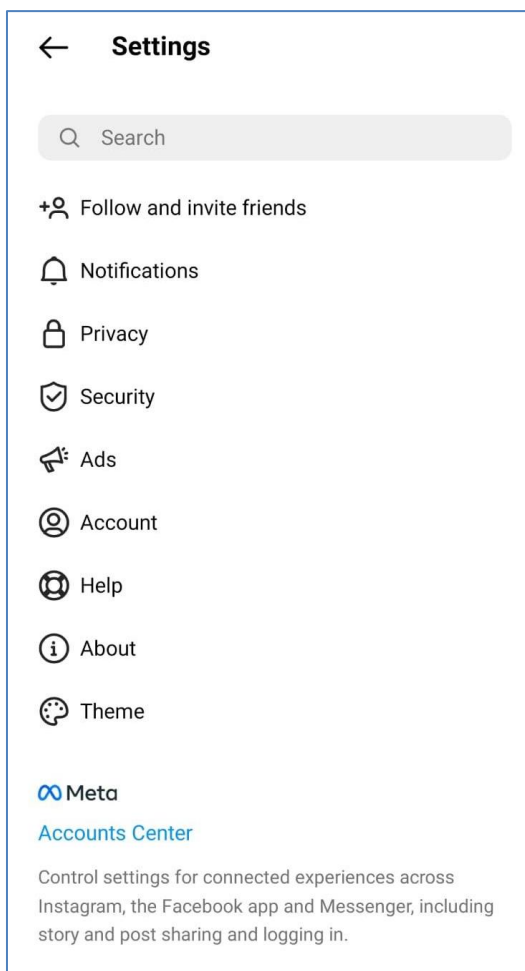 Settings
Search
Follow and invite friends
Notifications
Privacy
Security
Ads
Account
Help
About
Theme
Meta
Accounts Center
Control settings for connected experiences across
Instagram, the Facebook app and Messenger, including
story and post sharing and logging in.